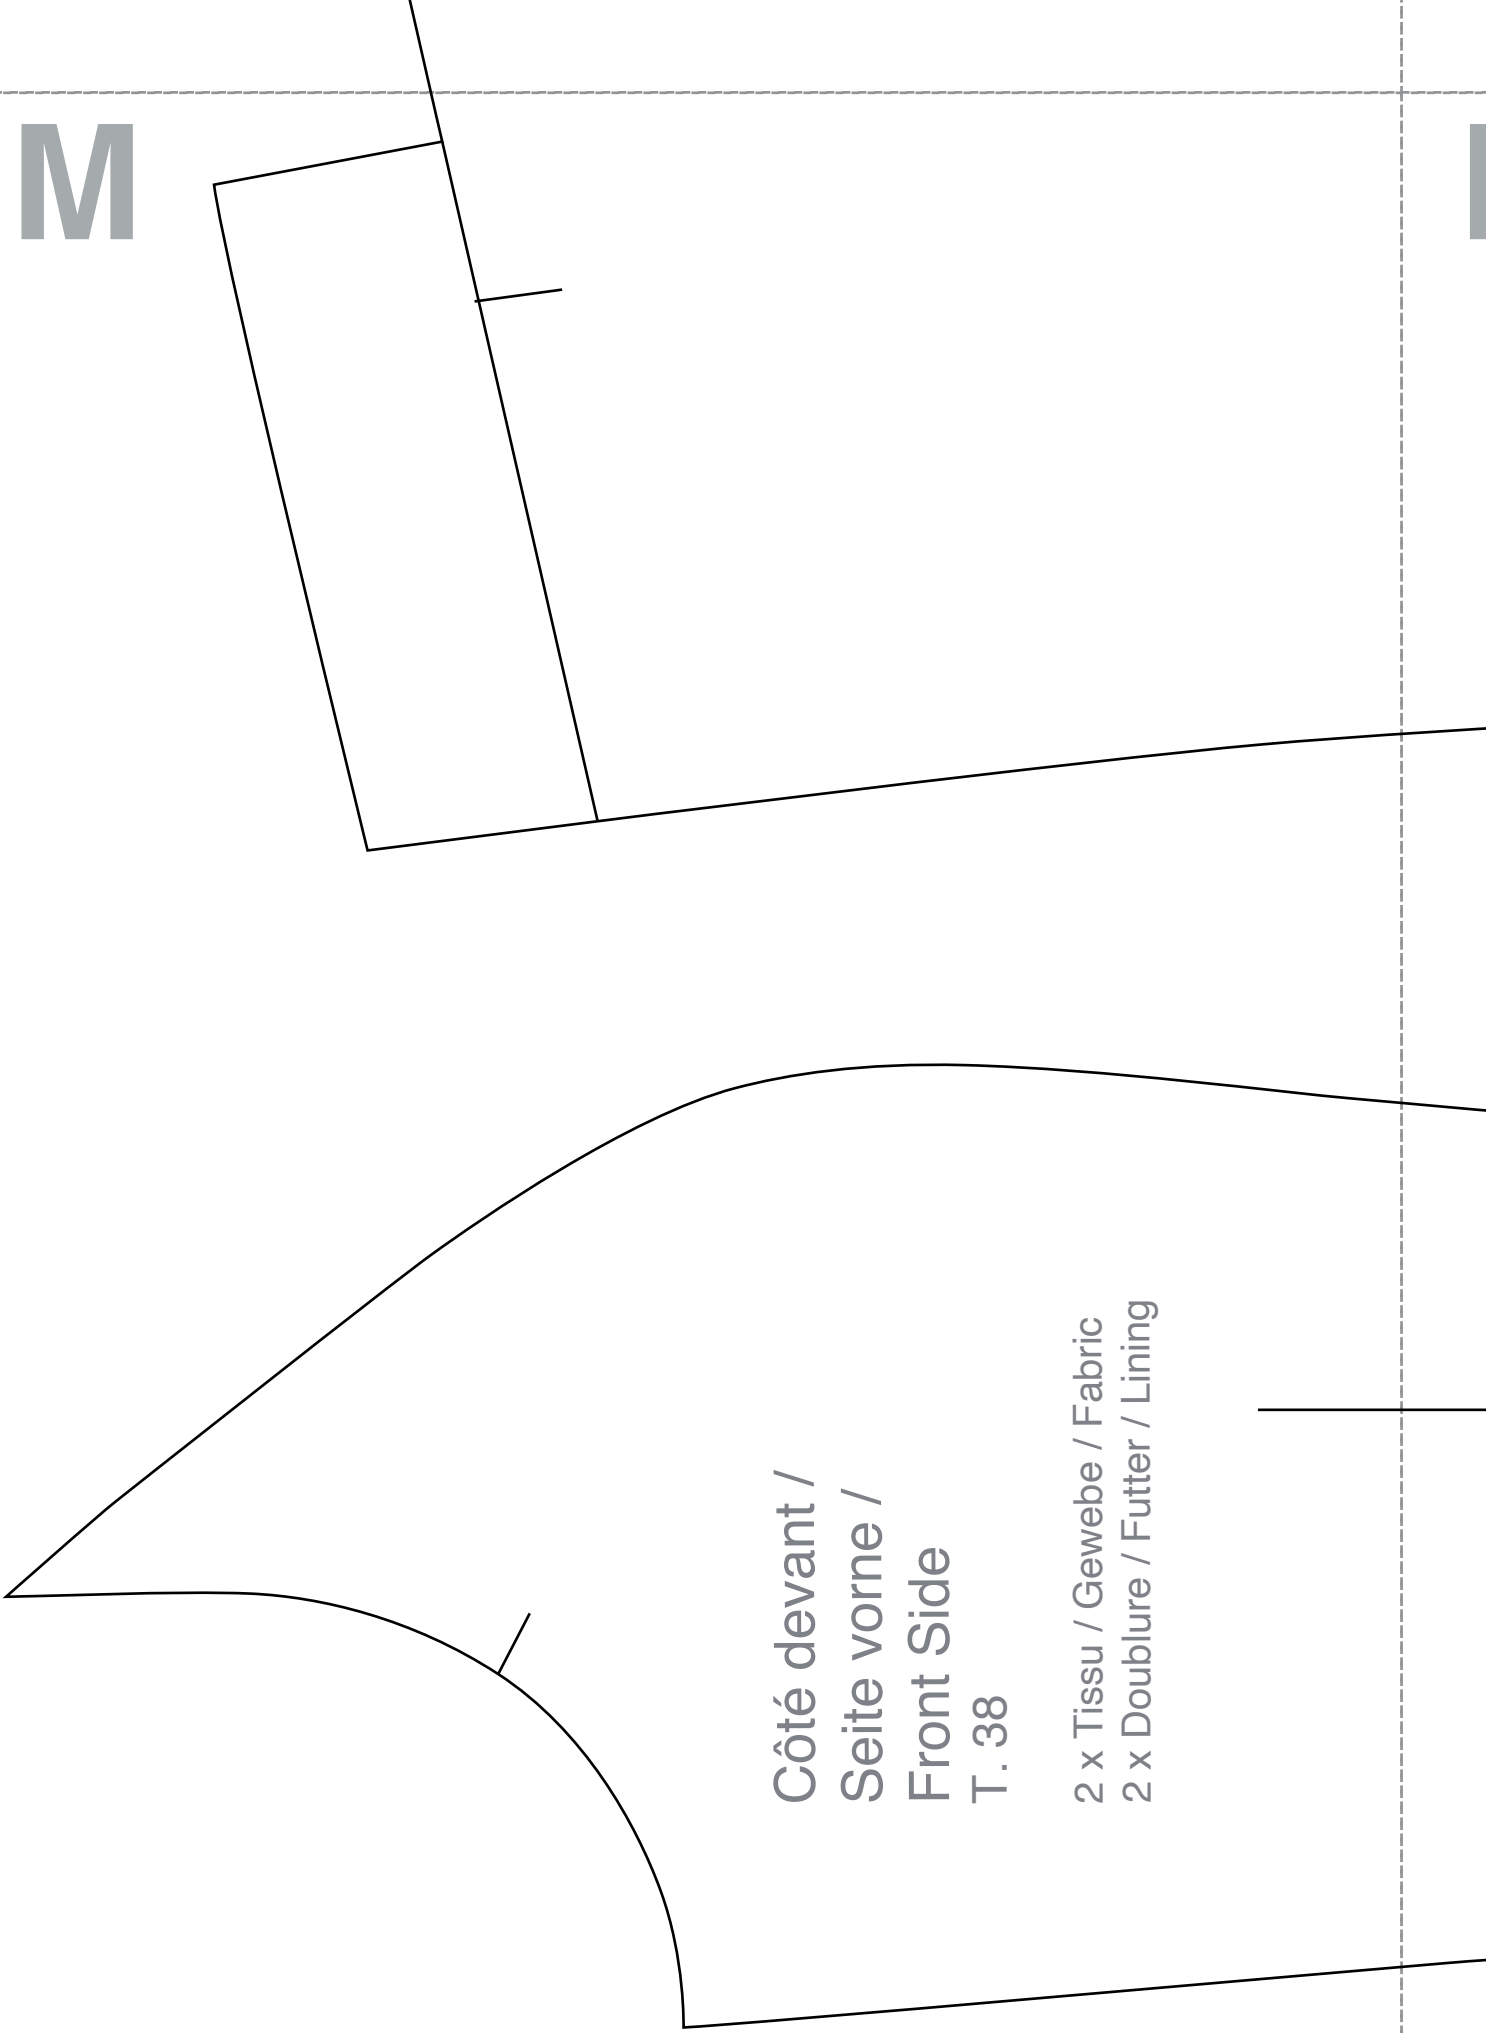 M
Côté devant /
Seite vorne /
Front Side
T. 38
2 x Tissu / Gewebe / Fabric
2 x Doublure / Futter / Lining